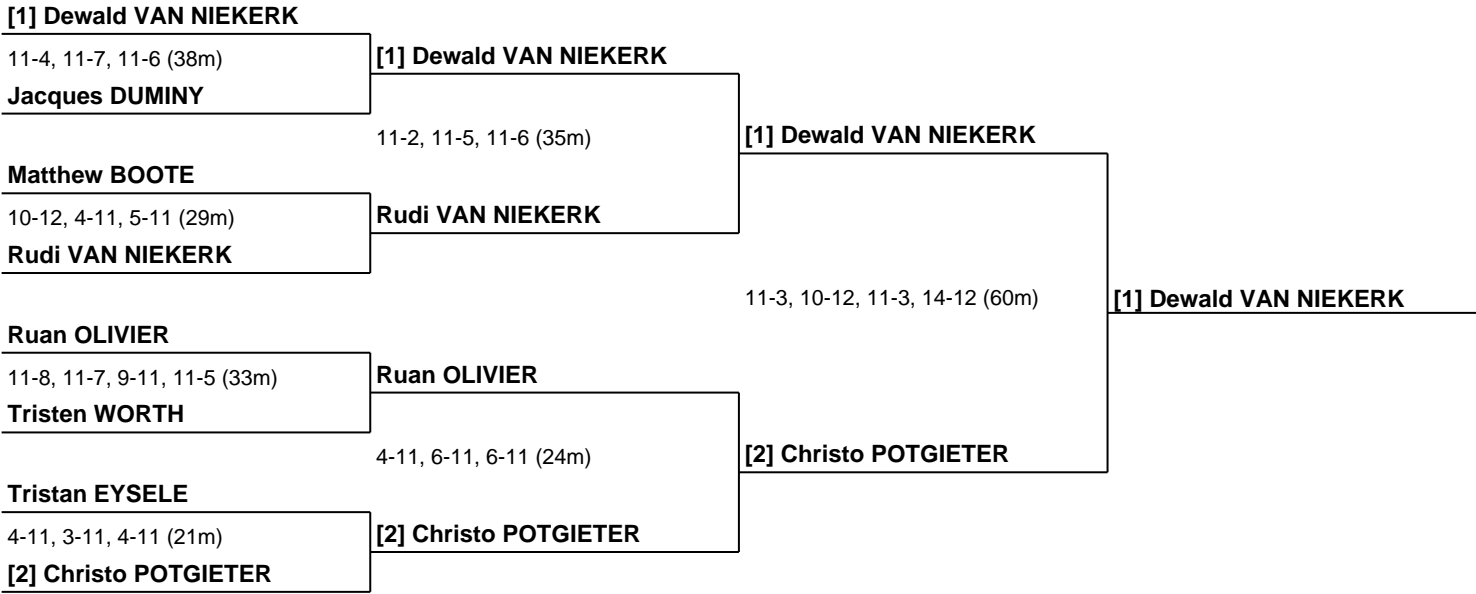 [1] Dewald VAN NIEKERK
11-4, 11-7, 11-6 (38m)
[1] Dewald VAN NIEKERK
Jacques DUMINY
11-2, 11-5, 11-6 (35m)
[1] Dewald VAN NIEKERK
Matthew BOOTE
10-12, 4-11, 5-11 (29m)
Rudi VAN NIEKERK
Rudi VAN NIEKERK
11-3, 10-12, 11-3, 14-12 (60m)
[1] Dewald VAN NIEKERK
Ruan OLIVIER
11-8, 11-7, 9-11, 11-5 (33m)
Ruan OLIVIER
Tristen WORTH
4-11, 6-11, 6-11 (24m)
[2] Christo POTGIETER
Tristan EYSELE
4-11, 3-11, 4-11 (21m)
[2] Christo POTGIETER
[2] Christo POTGIETER